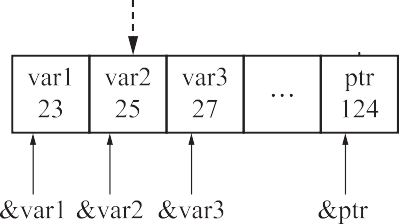 var1 var2 var3 ... ptr
23 25 27 124
&var1 &var2 &var3 &ptr